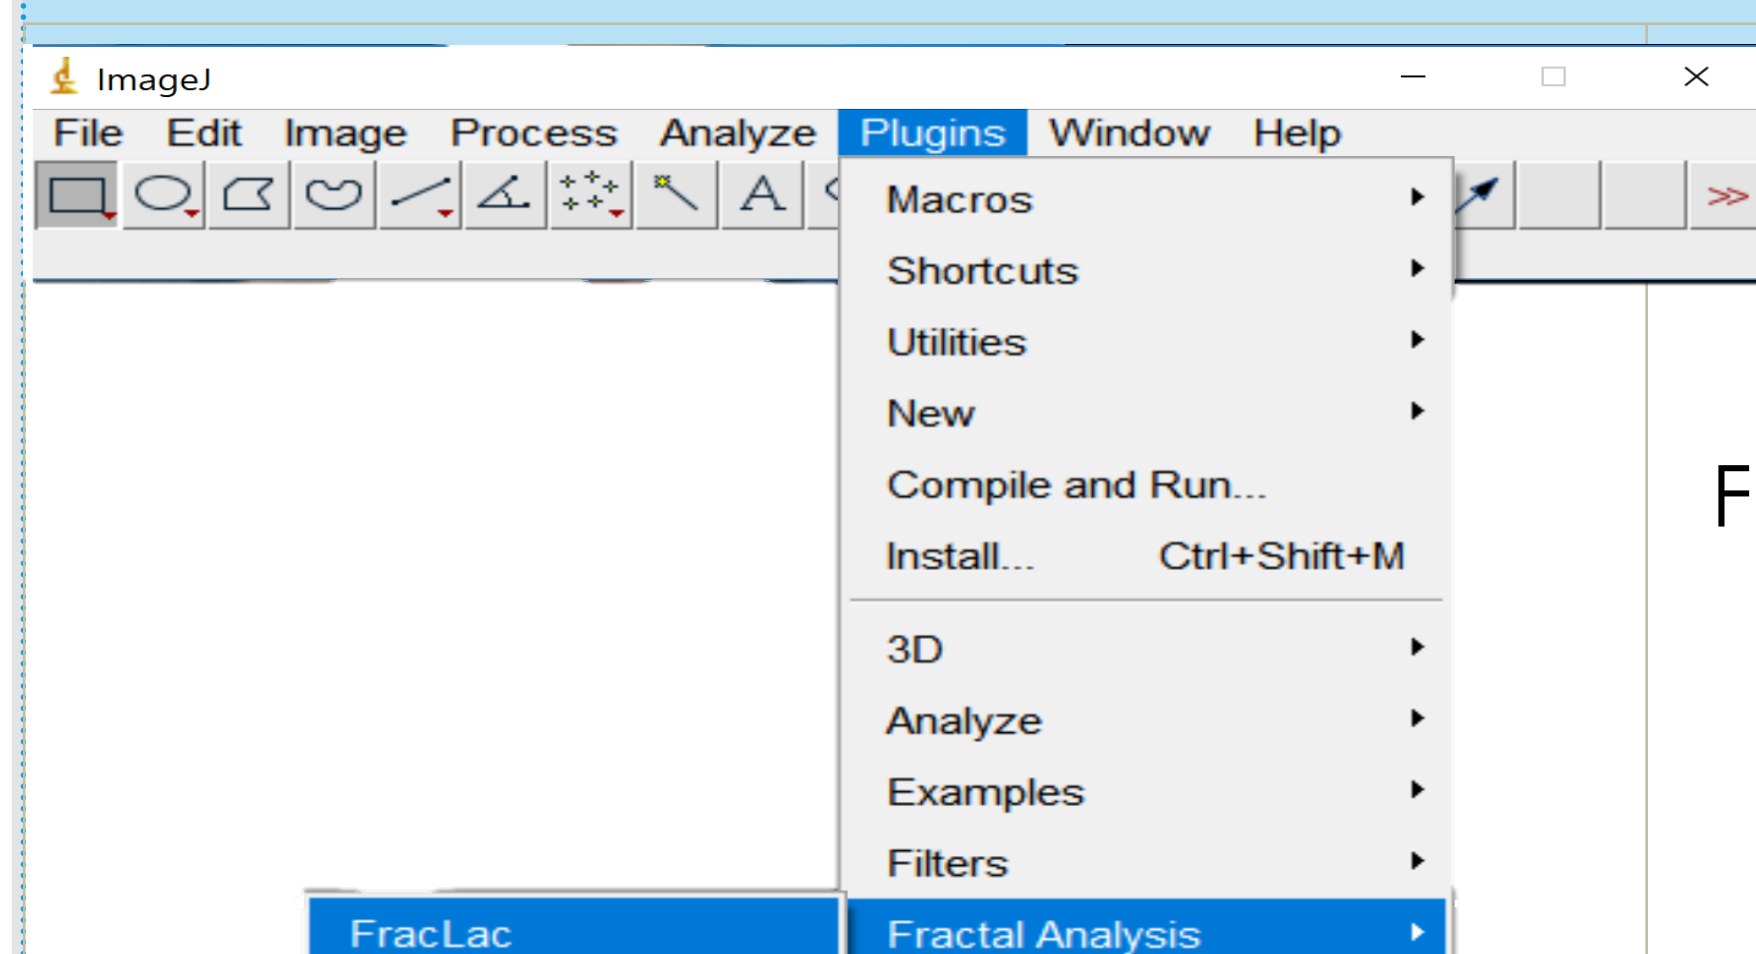 ImageJ
File Edit Image Process Analyze Plugins Window Help
A
>>
Macros
Shortcuts
Utilities
New
Compile and Run...
Install... Ctrl+Shift+M
F
3D
Analyze
Examples
Filters
FracLac
Fractal Analysis